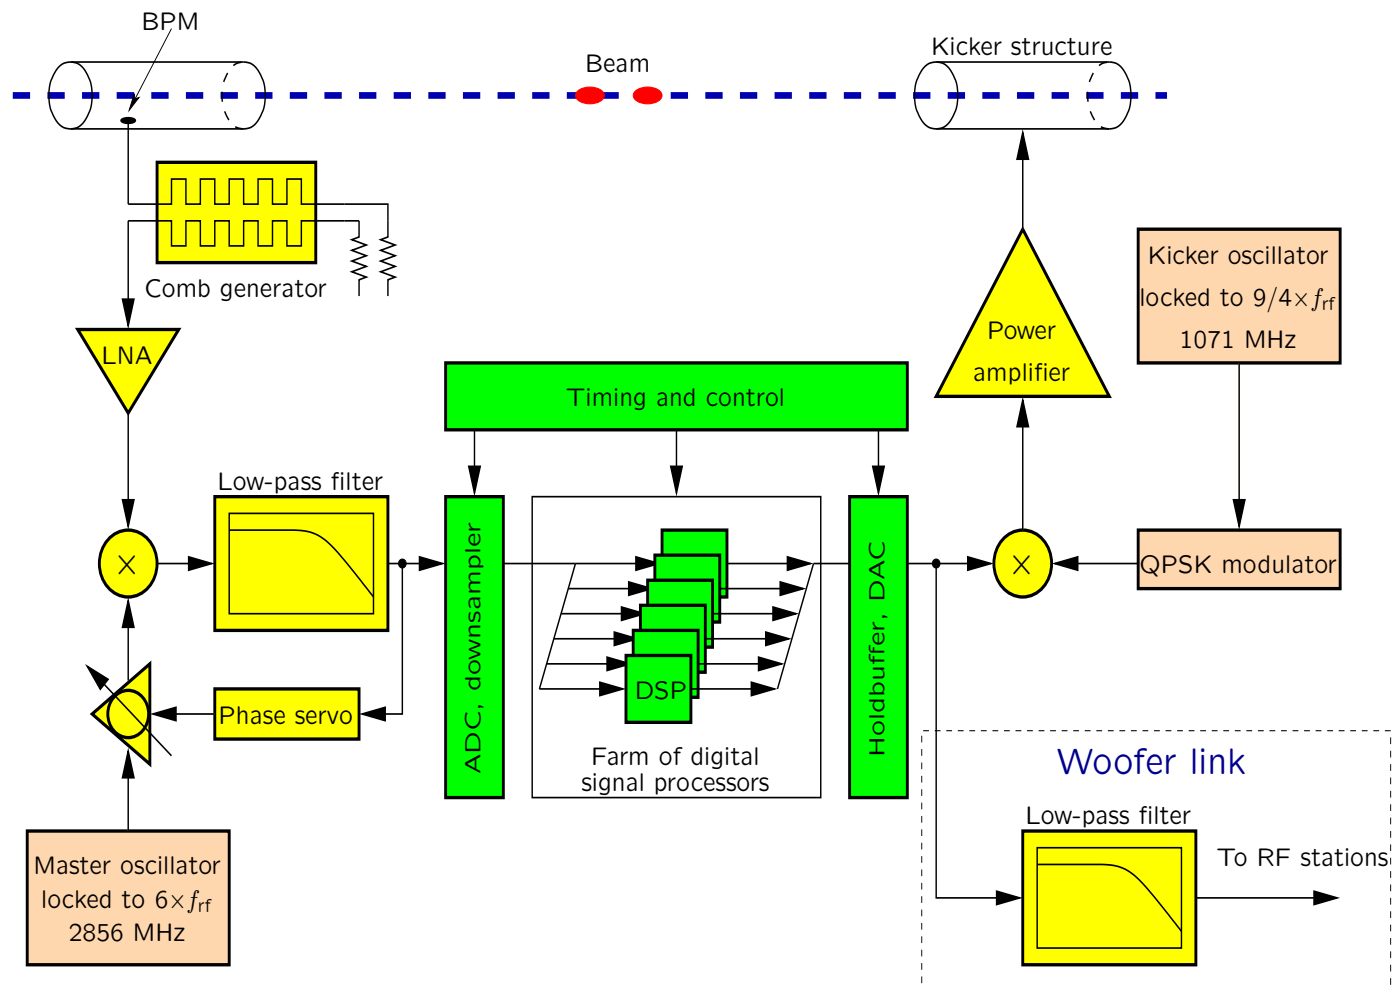 BPM
Beam
Kicker structure
Comb generator
LNA
Kicker oscillator
locked to 9/4×frf
1071 MHz
Power
amplifier
Timing and control
Low-pass filter
X
ADC, downsampler
DSP
Farm of digital
signal processors
Holdbuffer, DAC
X
QPSK modulator
Phase servo
Master oscillator
locked to 6×frf
2856 MHz
Woofer link
Low-pass filter
To RF stations